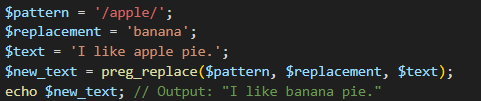 $pattern = '/apple/';
$replacement = 'banana';
$text = 'I like apple pie.';
$new_text = preg_replace($pattern, $replacement, $text);
echo $new_text; // Output: "I like banana pie."